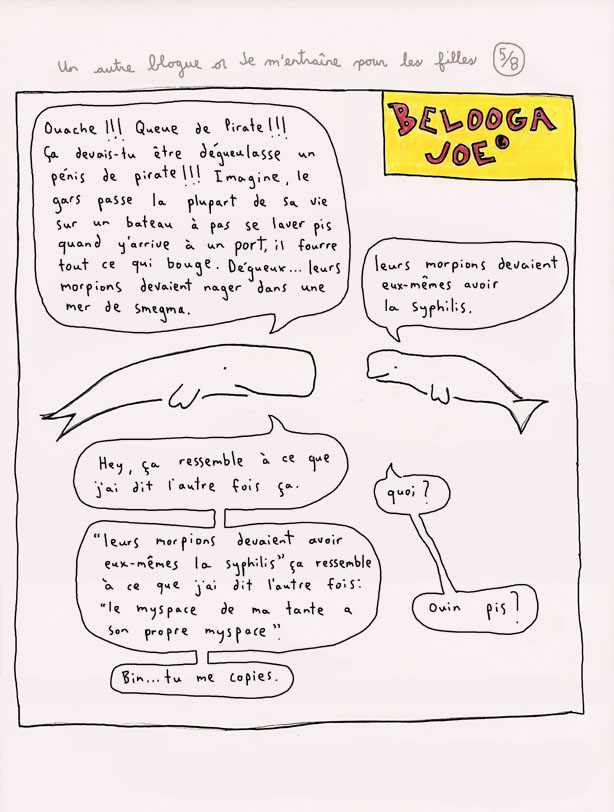 Un autre blogue où Je m'entraîne pour les filles 5/8
BELOOGA
JOE
Ouache!!! Queue de Pirate!!!
Ça devais-tu être dégueulasse un
pénis de pirate!!! Imagine, le
gars passe la plupart de sa vie
sur un bateau à pas se laver pis
quand y'arrive à un port, il fourre
tout ce qui bouge. Dégueux... leurs
morpions devaient nager dans une
mer de smegma.
leurs morpions devaient
eux-mêmes avoir
la syphilis.
Hey, ça ressemble à ce que
j'ai dit l'autre fois ça.
quoi?
"leurs morpions devaient avoir
eux-mêmes la syphilis" ça ressemble
à ce que j'ai dit l'autre fois:
"le myspace de ma tante a
son propre myspace".
Ouin pis?
Bin...tu me copies.